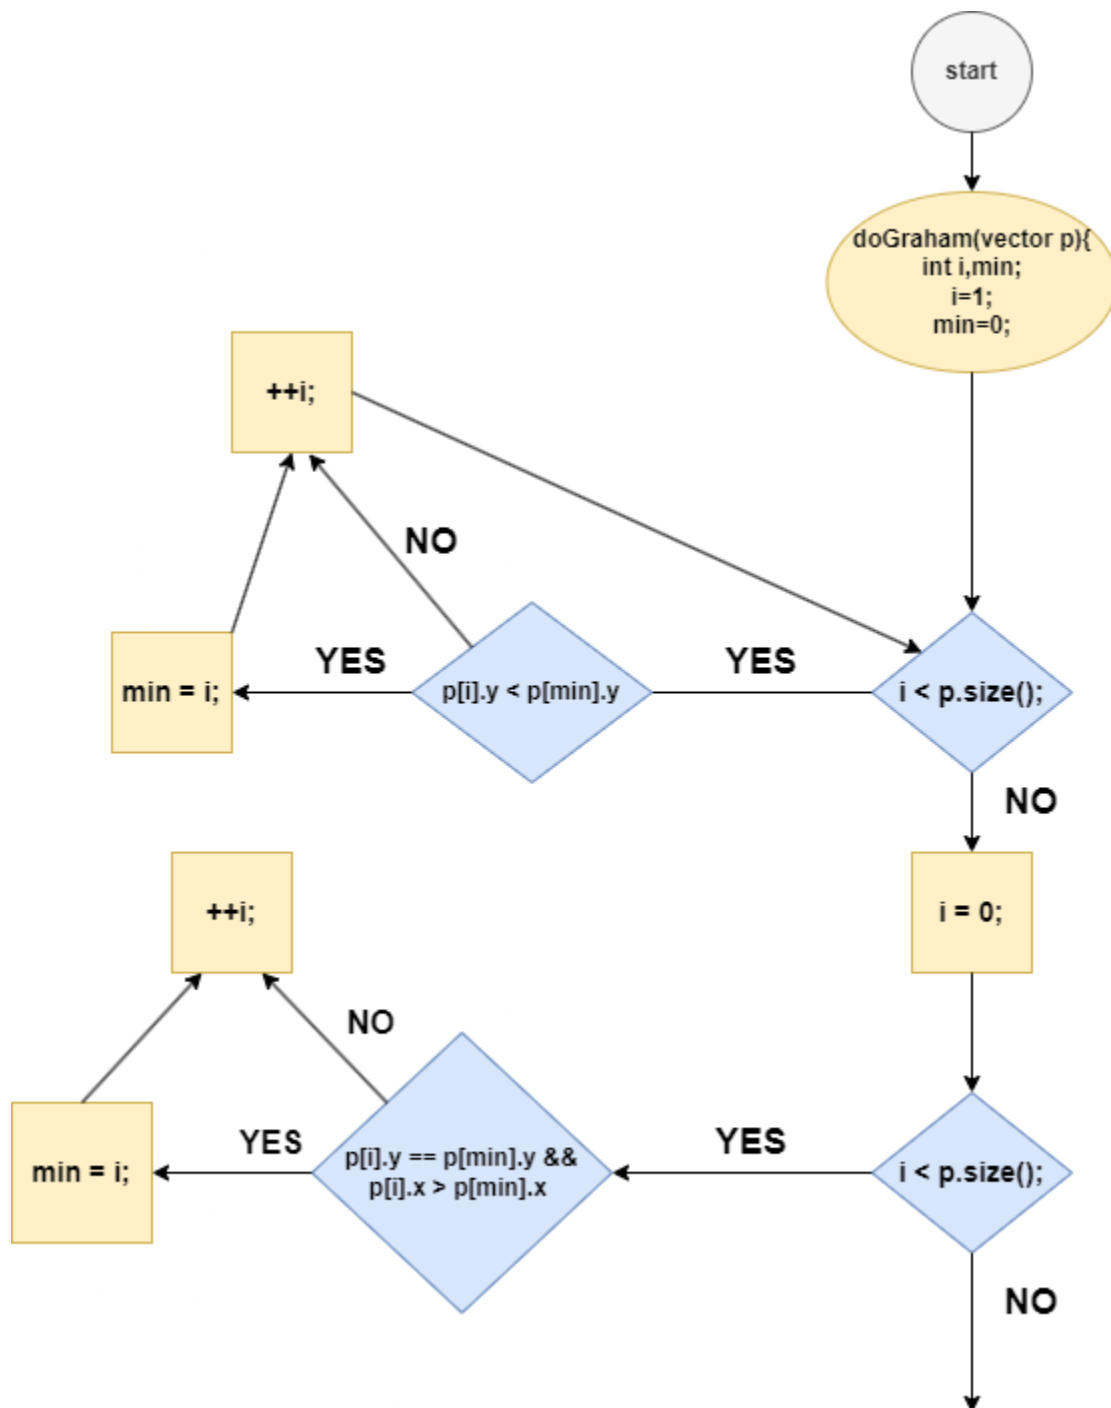 start
doGraham(vector p){
int i,min;
i=1;
min=0;
++i;
NO
YES
YES
min = i;
p[i].y < p[min].y
i < p.size();
NO
++i;
i = 0;
NO
YES
YES
min = i;
p[i].y == p[min].y &&
p[i].x > p[min].x
i < p.size();
NO